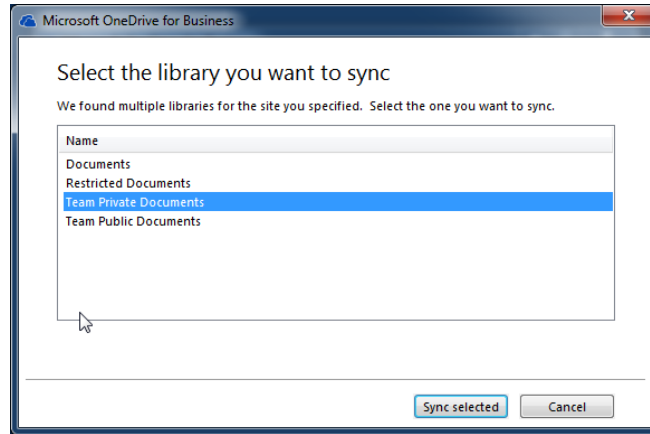 Microsoft OneDrive for Business
Select the library you want to sync
We found multiple libraries for the site you specified. Select the one you want to sync.
Name
Documents
Restricted Documents
Team Private Documents
Team Public Documents
Sync selected
Cancel